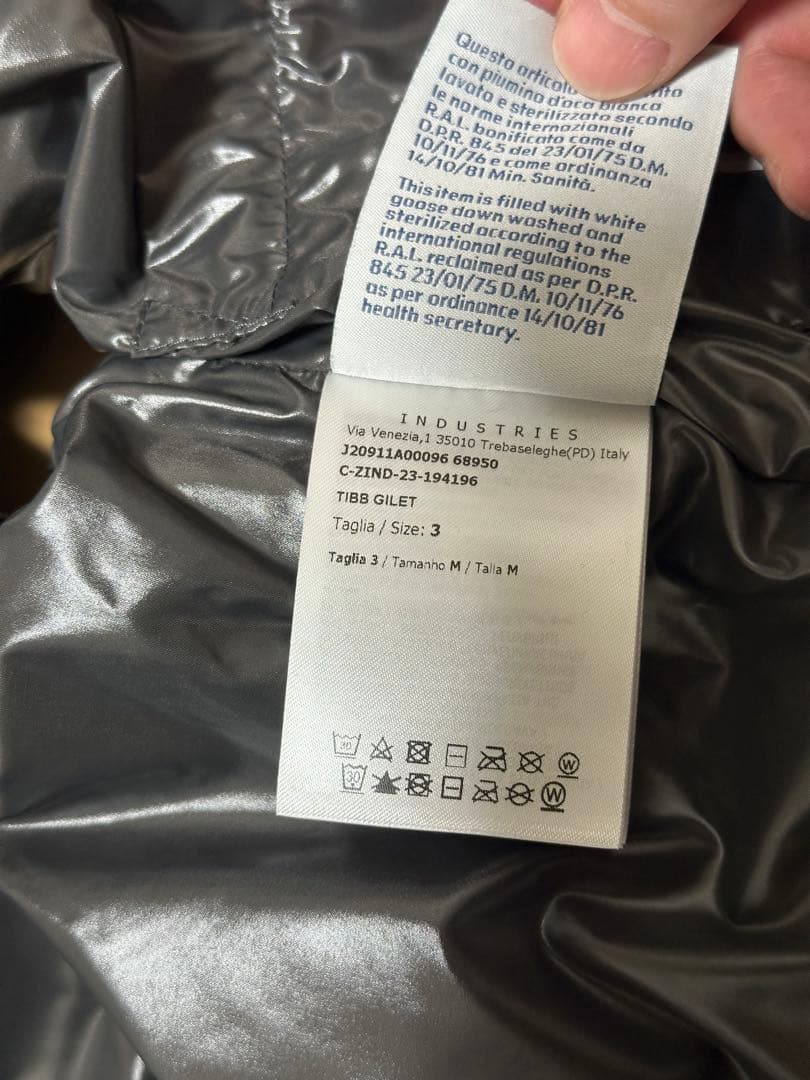 Questo articolo
con piumino d'oca bianca
lavato e sterilizzato secondo
le norme internazionali
R.A.L. bonificato come da
D.P.R. 845 del 23/01/75 D.M.
10/11/76 e come ordinanza
14/10/81 Min. Sanità.
This item is filled with white
goose down washed and
sterilized according to the
international regulations
R.A.L. reclaimed as per D.P.R.
845 23/01/75 D.M. 10/11/76
as per ordinance 14/10/81
health secretary.
INDUSTRIES
Via Venezia,1 35010 Trebaseleghe(PD) Italy
J20911A00096 68950
C-ZIND-23-194196
TIBB GILET
Taglia / Size: 3
Taglia 3 / Tamanho M / Talla M
30 W
30 W